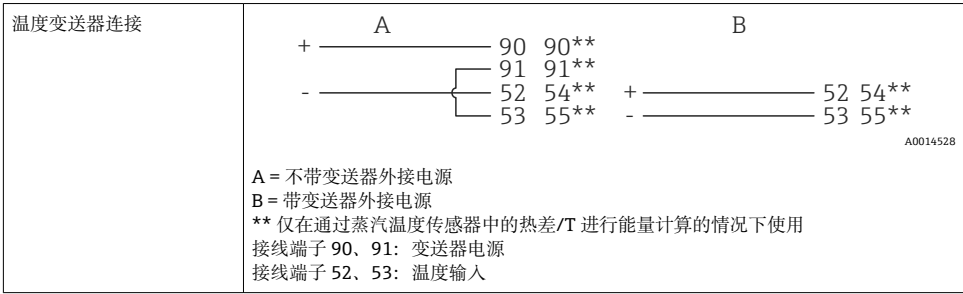 温度变送器连接
A B
+ 90 90**
91 91**
- 52 54** + 52 54**
53 55** - 53 55**
A0014528
A = 不带变送器外接电源
B = 带变送器外接电源
** 仅在通过蒸汽温度传感器中的热差/T 进行能量计算的情况下使用
接线端子 90、91：变送器电源
接线端子 52、53：温度输入